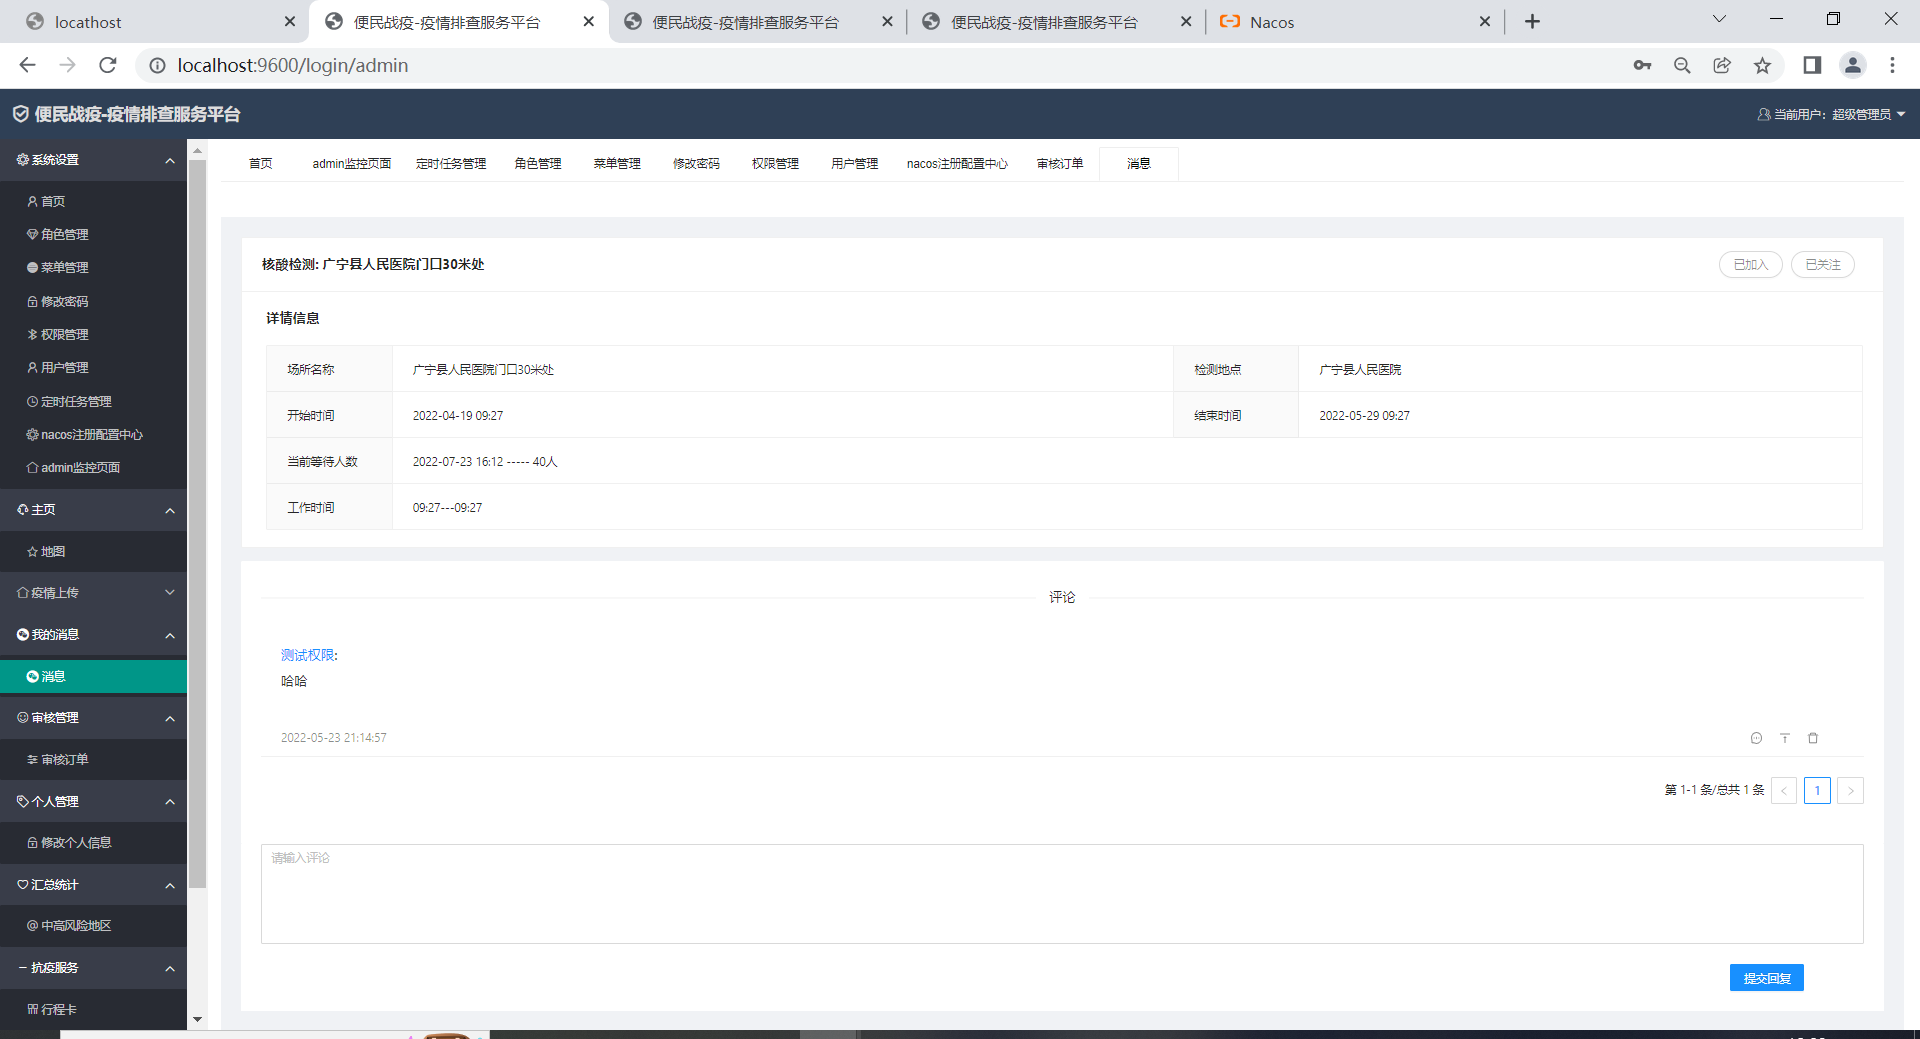 locathost
便民战疫-疫情排查服务平台
便民战疫-疫情排查服务平台
便民战疫-疫情排查服务平台
Nacos
localhost:9600/login/admin
便民战疫-疫情排查服务平台
当前用户：超级管理员
系统设置
首页
角色管理
菜单管理
修改密码
权限管理
用户管理
定时任务管理
nacos注册配置中心
admin监控页面
主页
地图
疫情上传
我的消息
消息
审核管理
审核订单
个人管理
修改个人信息
汇总统计
中高风险地区
抗疫服务
行程卡
首页 admin监控页面 定时任务管理 角色管理 菜单管理 修改密码 权限管理 用户管理 nacos注册配置中心 审核订单 消息
核酸检测: 广宁县人民医院门口30米处
已加入 已关注
详情信息
场所名称 广宁县人民医院门口30米处 检测地点 广宁县人民医院
开始时间 2022-04-19 09:27 结束时间 2022-05-29 09:27
当前等待人数 2022-07-23 16:12 ----- 40人
工作时间 09:27---09:27
评论
测试权限:
哈哈
2022-05-23 21:14:57
第 1-1 条/总共 1 条 < 1 >
请输入评论
提交回复